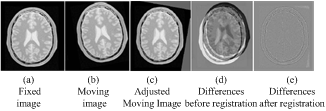 (a) (b) (c) (d) (e)
Fixed Moving Adjusted Differences Differences
image image Moving Image before registration after registration